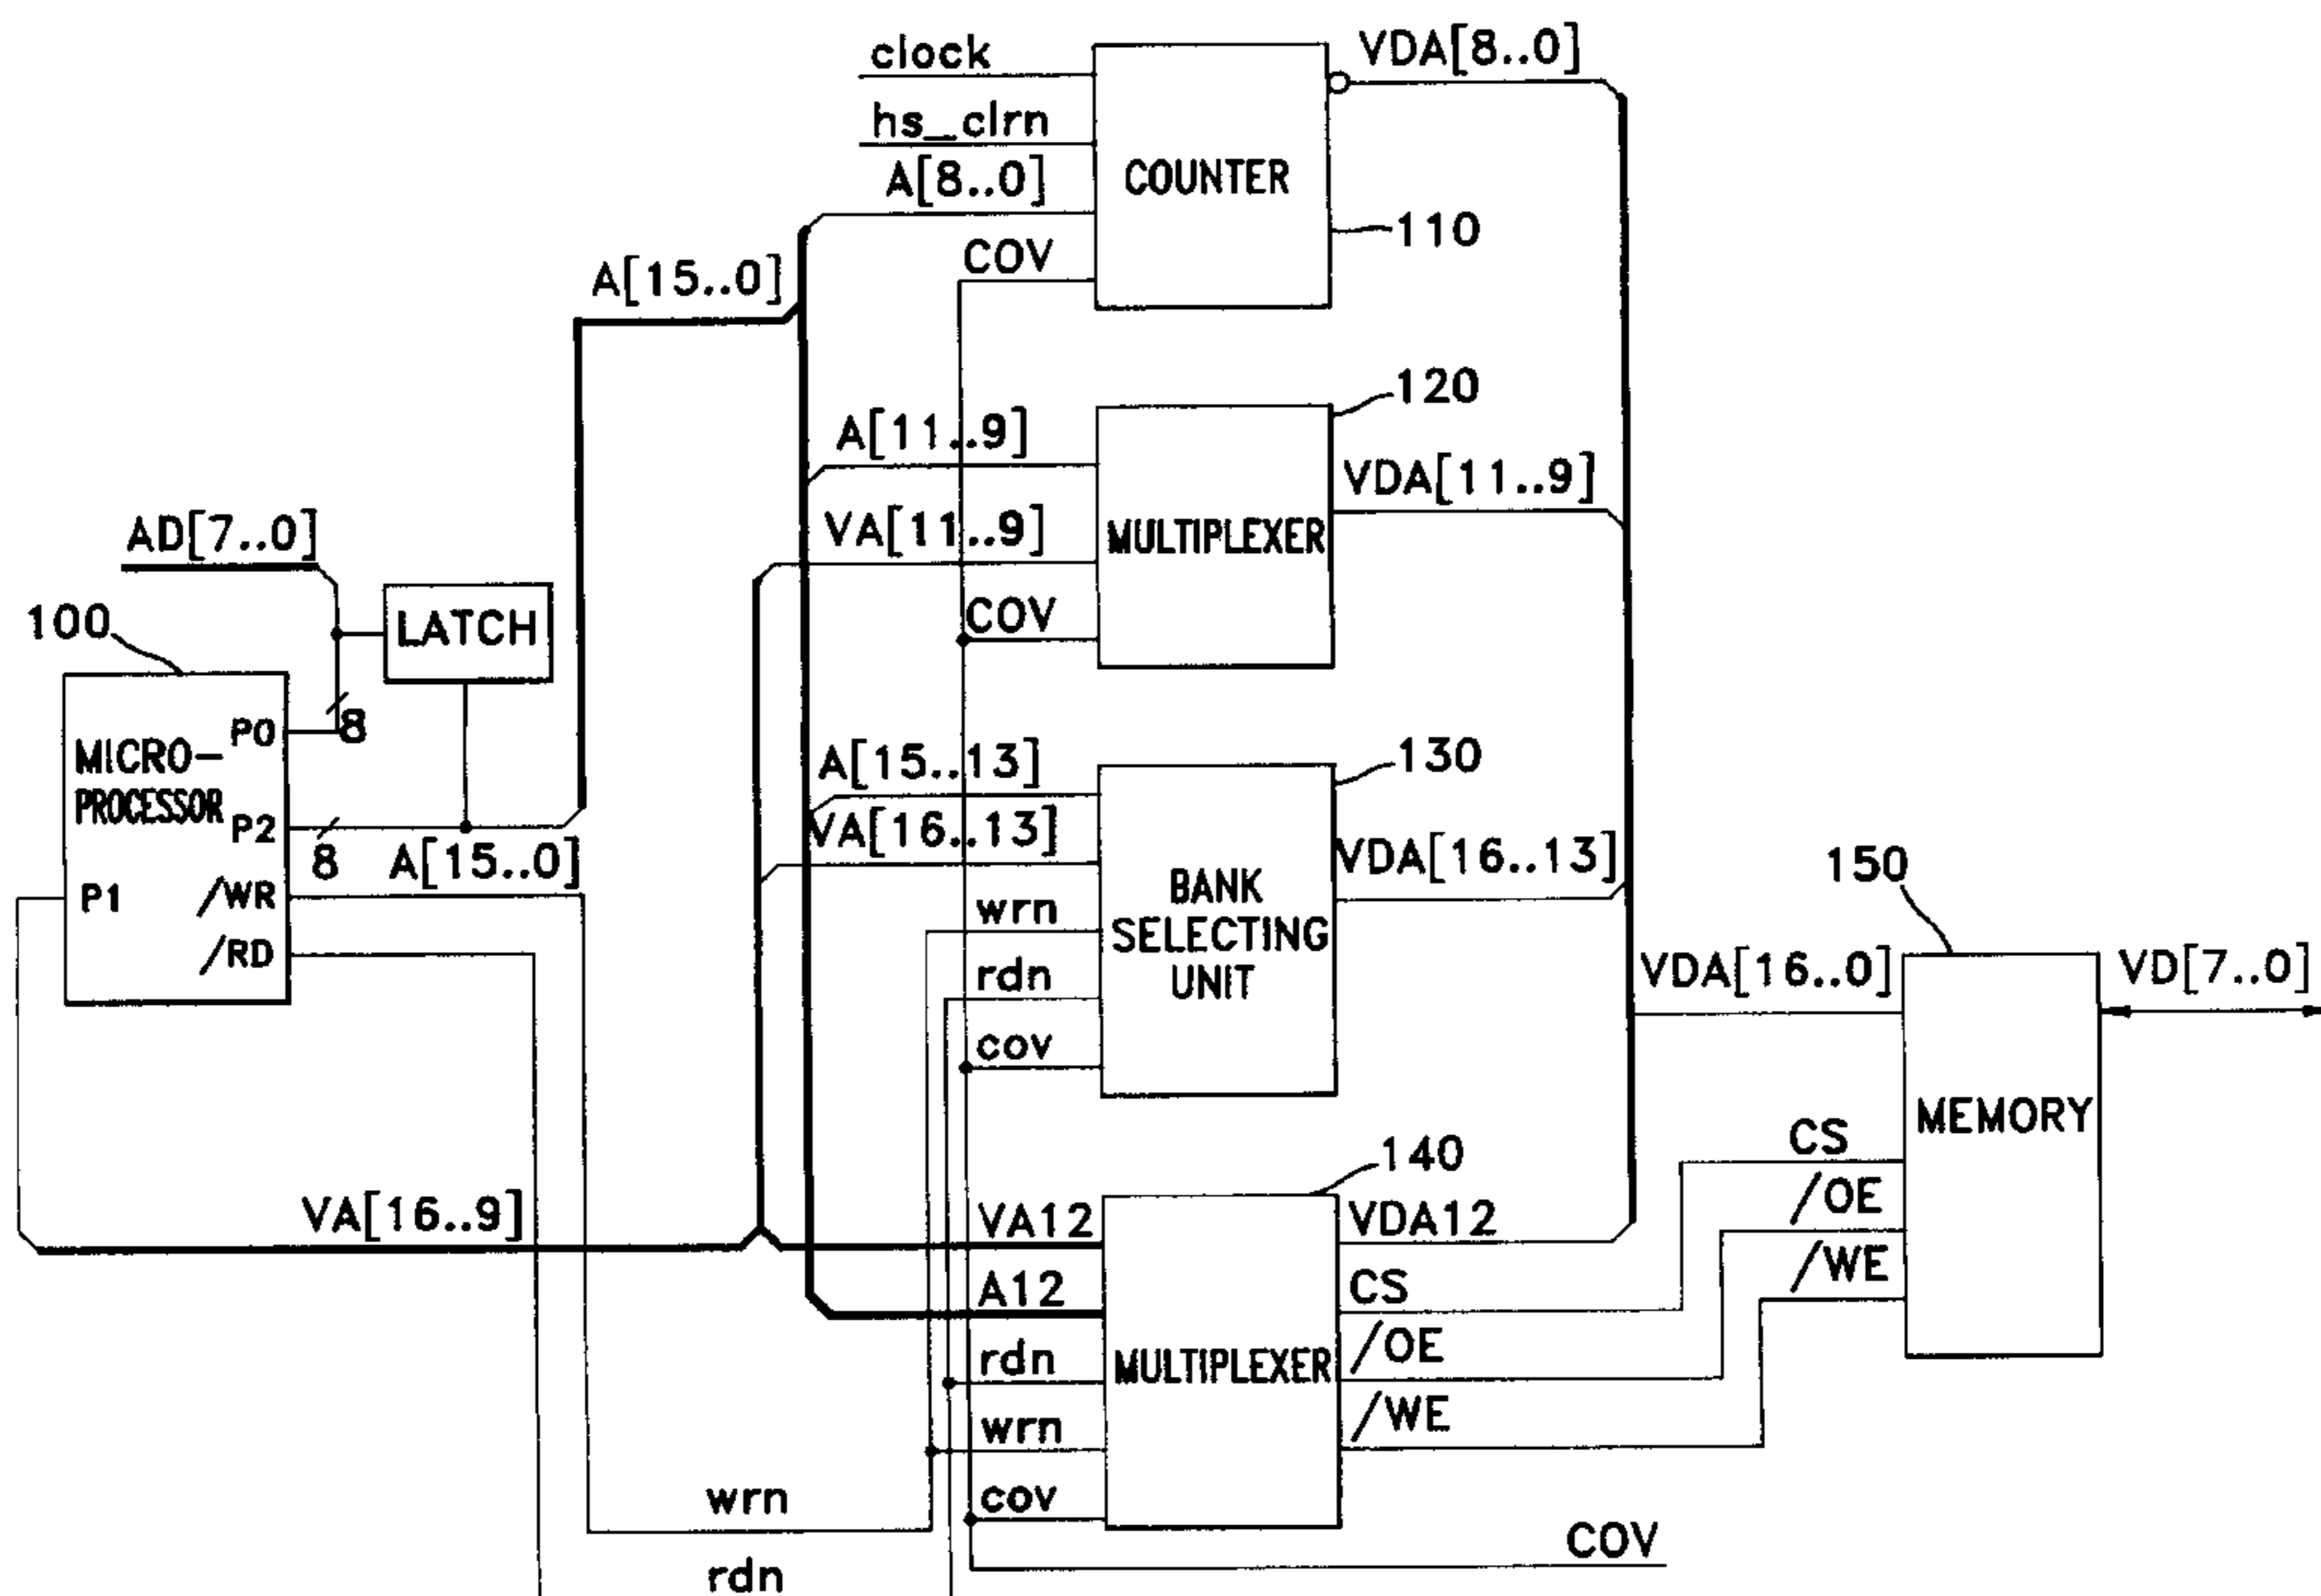 clock
VDA[8..0]
hs_clrn
A[8..0]
COUNTER
110
COV
A[15..0]
120
A[11..9]
VDA[11..9]
VA[11..9]
MULTIPLEXER
AD[7..0]
COV
100
LATCH
P0
8
MICRO-
PROCESSOR
P2
8
A[15..0]
P1
/WR
/RD
A[15..13]
130
VA[16..13]
VDA[16..13]
wrn
BANK
SELECTING
UNIT
rdn
cov
150
VDA[16..0]
VD[7..0]
MEMORY
CS
/OE
/WE
140
VA[16..9]
VA12
VDA12
A12
CS
rdn
MULTIPLEXER
/OE
wrn
/WE
cov
wrn
COV
rdn